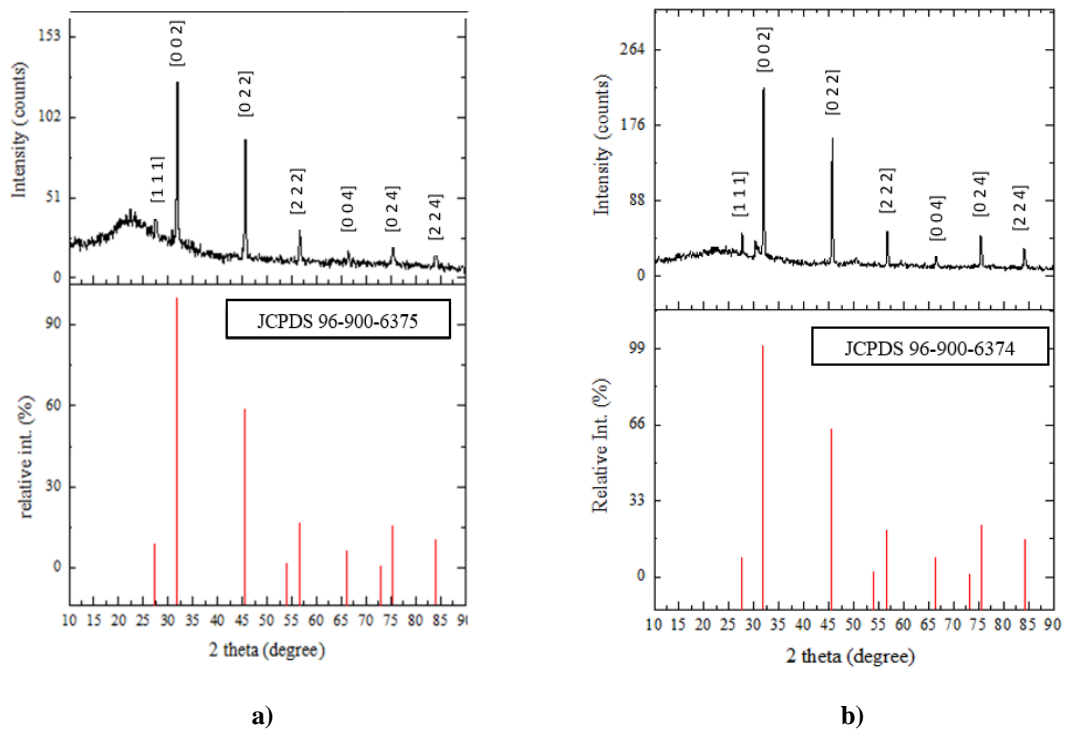 Intensity (counts)
153
102
51
0
[1 1 1]
[0 0 2]
[0 2 2]
[2 2 2]
[0 0 4]
[0 2 4]
[2 2 4]
JCPDS 96-900-6375
relative int. (%)
90
60
30
0
10 15 20 25 30 35 40 45 50 55 60 65 70 75 80 85 90
2 theta (degree)
a)
Intensity (counts)
264
176
88
0
[1 1 1]
[0 0 2]
[0 2 2]
[2 2 2]
[0 0 4]
[0 2 4]
[2 2 4]
JCPDS 96-900-6374
Relative Int. (%)
99
66
33
0
10 15 20 25 30 35 40 45 50 55 60 65 70 75 80 85 90
2 theta (degree)
b)